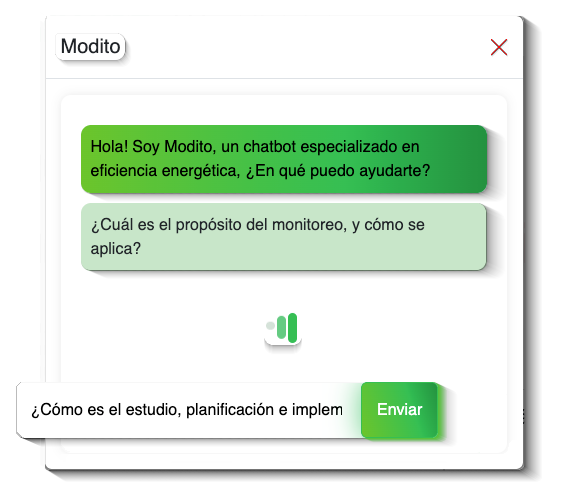 Modito
Hola! Soy Modito, un chatbot especializado en
eficiencia energética, ¿En qué puedo ayudarte?
¿Cuál es el propósito del monitoreo, y cómo se
aplica?
¿Cómo es el estudio, planificación e implem
Enviar